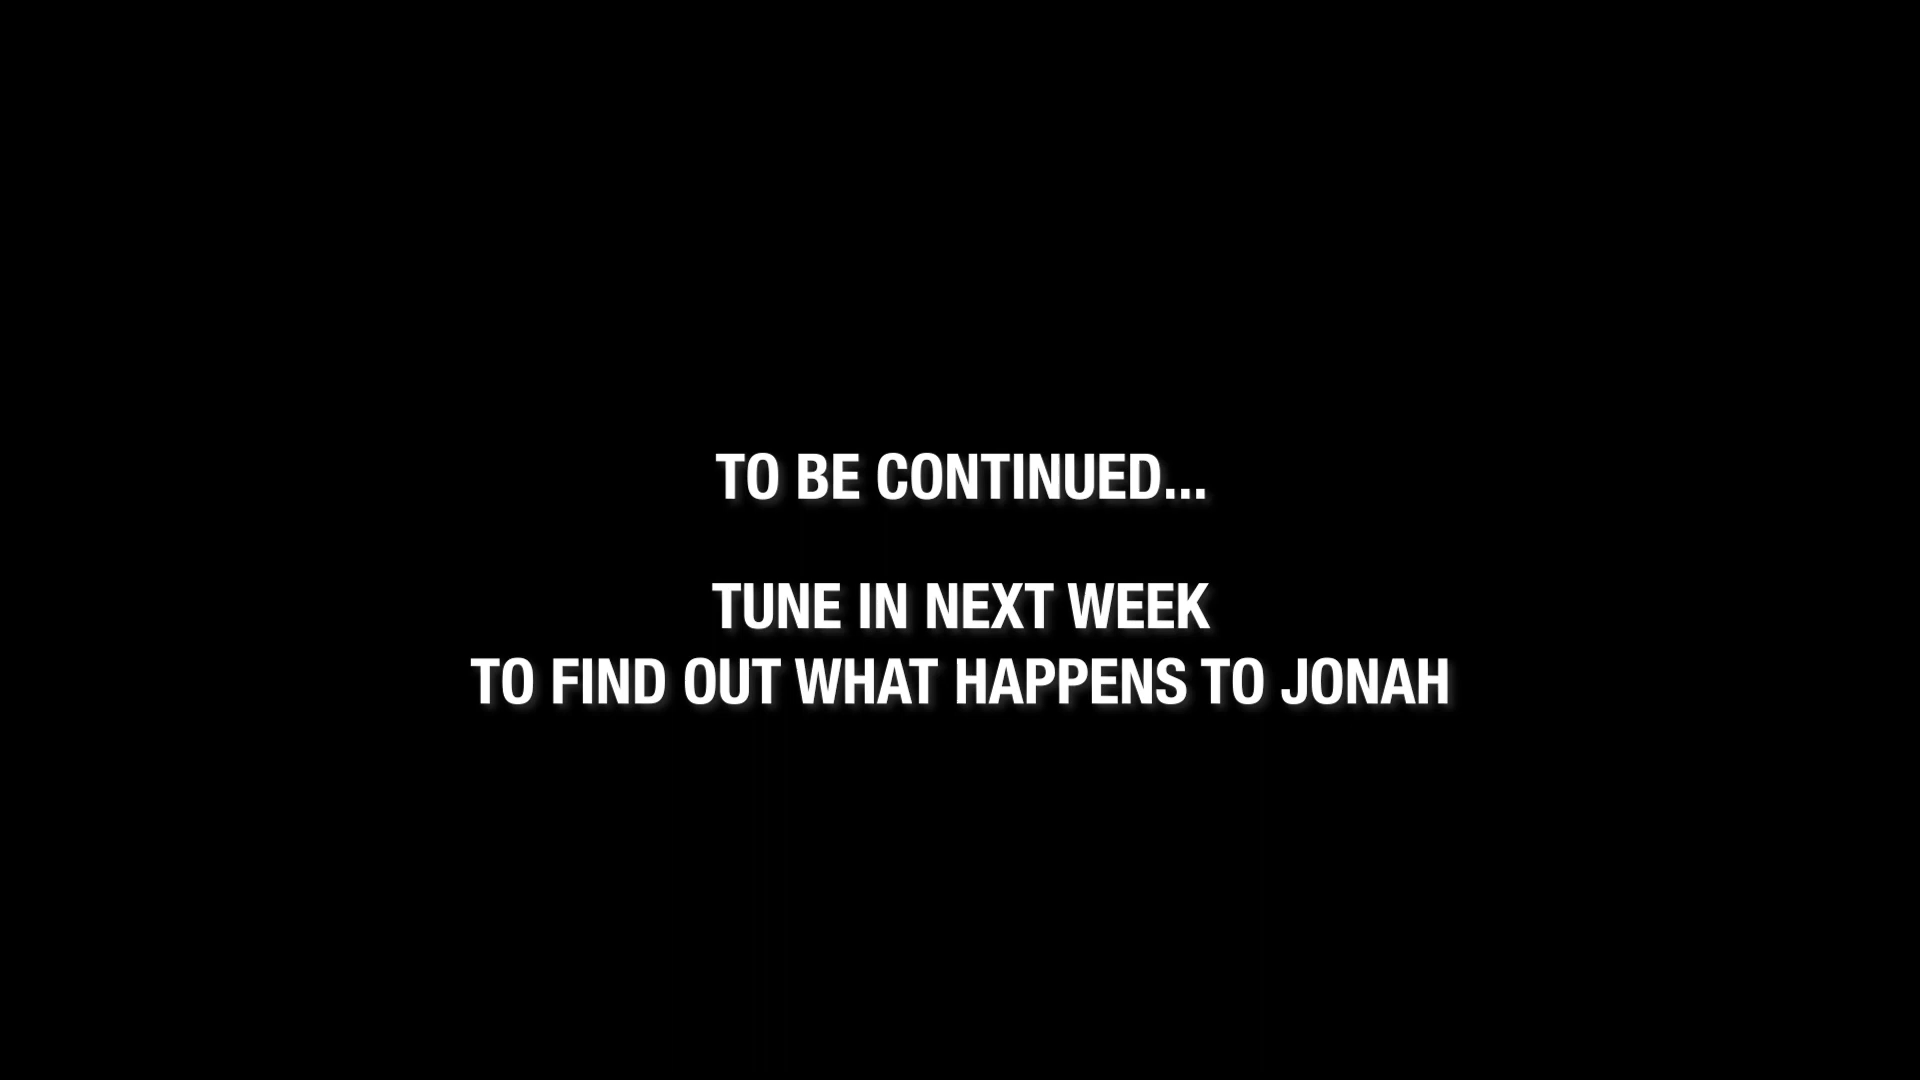 TO BE CONTINUED...
TUNE IN NEXT WEEK
TO FIND OUT WHAT HAPPENS TO JONAH